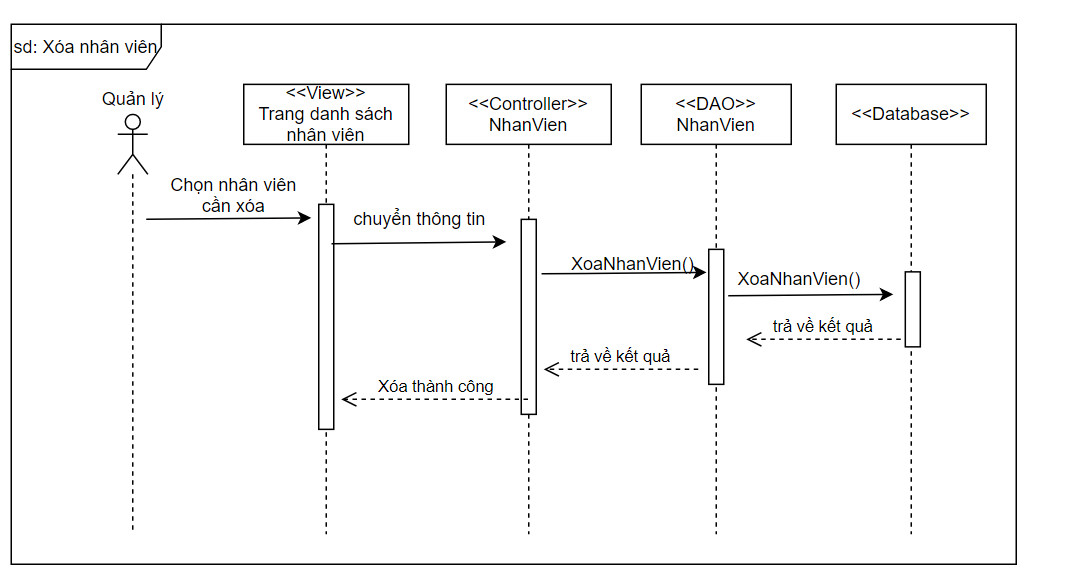 sd: Xóa nhân viên
Quản lý
<<View>>
Trang danh sách
nhân viên
<<Controller>>
NhanVien
<<DAO>>
NhanVien
<<Database>>
Chọn nhân viên
cần xóa
chuyển thông tin
XoaNhanVien()
XoaNhanVien()
trả về kết quả
trả về kết quả
Xóa thành công